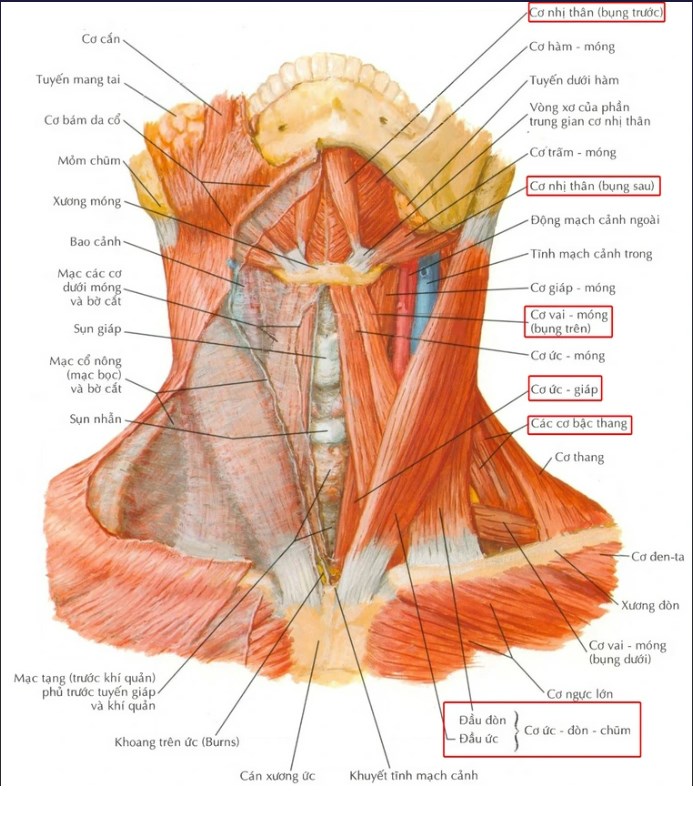 Cơ cắn
Tuyến mang tai
Cơ bám da cổ
Mỏm chũm
Xương móng
Bao cảnh
Mạc các cơ
dưới móng
và bờ cắt
Sụn giáp
Mạc cổ nông
(mạc bọc)
và bờ cắt
Sụn nhẫn
Mạc tạng (trước khí quản)
phủ trước tuyến giáp
và khí quản
Khoang trên ức (Burns)
Cán xương ức
Khuyết tĩnh mạch cảnh
Cơ nhị thân (bụng trước)
Cơ hàm - móng
Tuyến dưới hàm
Vòng xơ của phần
trung gian cơ nhị thân
Cơ trâm - móng
Cơ nhị thân (bụng sau)
Động mạch cảnh ngoài
Tĩnh mạch cảnh trong
Cơ giáp - móng
Cơ vai - móng
(bụng trên)
Cơ ức - móng
Cơ ức - giáp
Các cơ bậc thang
Cơ thang
Cơ đen-ta
Xương đòn
Cơ vai - móng
(bụng dưới)
Cơ ngực lớn
Đầu đòn
Đầu ức
Cơ ức - đòn - chũm